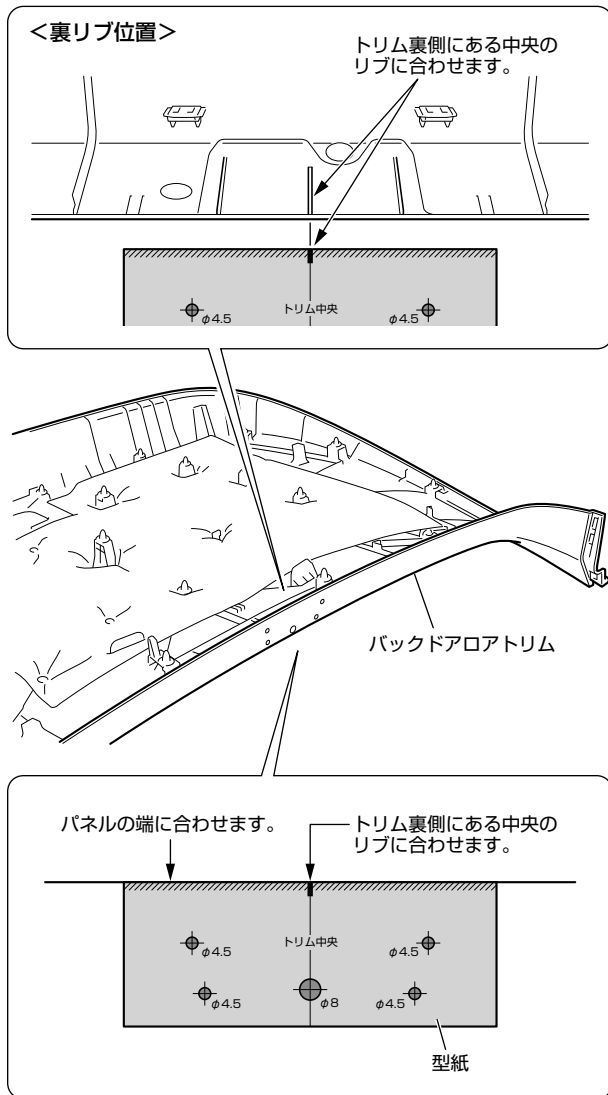 ＜裏リブ位置＞
トリム裏側にある中央の
リブに合わせます。
φ4.5
トリム中央
φ4.5
バックドアロアトリム
パネルの端に合わせます。
トリム裏側にある中央の
リブに合わせます。
φ4.5
トリム中央
φ4.5
φ4.5
φ8
φ4.5
型紙